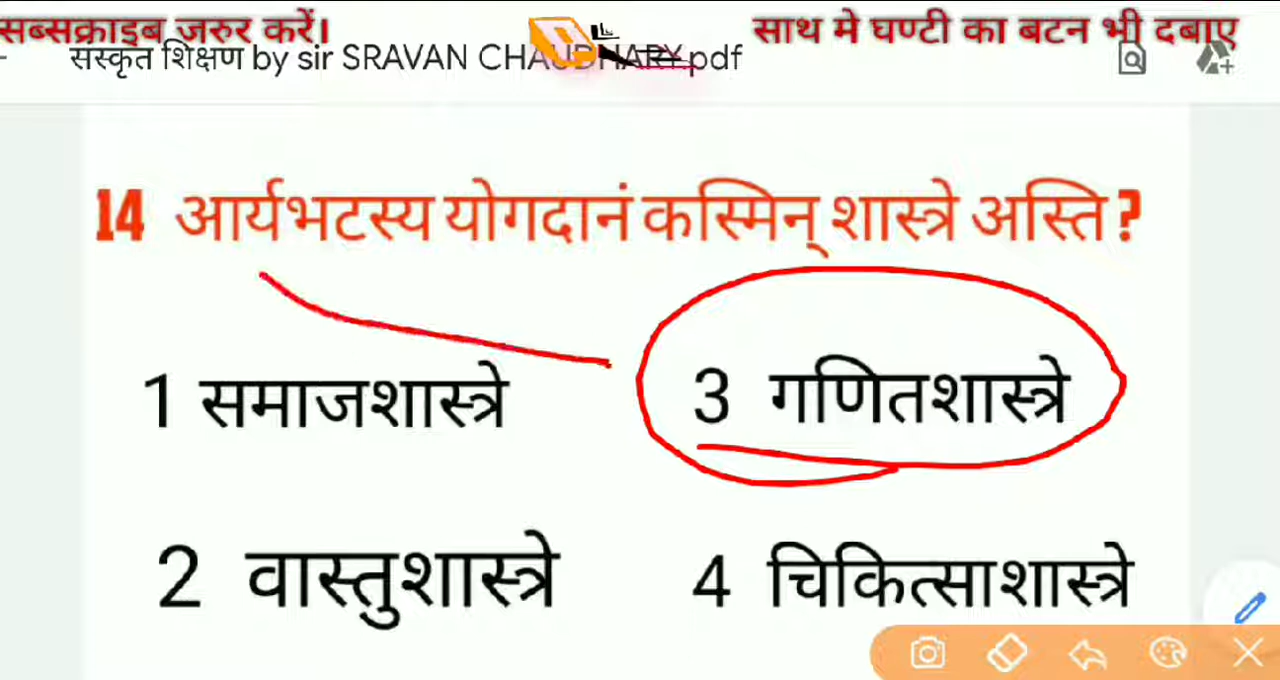 सब्सक्राइब जरुर करें। साथ मे घण्टी का बटन भी दबाए
संस्कृत शिक्षण by sir SRAVAN CHAUDHARY.pdf
14 आर्यभटस्य योगदानं कस्मिन् शास्त्रे अस्ति ?
1 समाजशास्त्रे
3 गणितशास्त्रे
2 वास्तुशास्त्रे
4 चिकित्साशास्त्रे